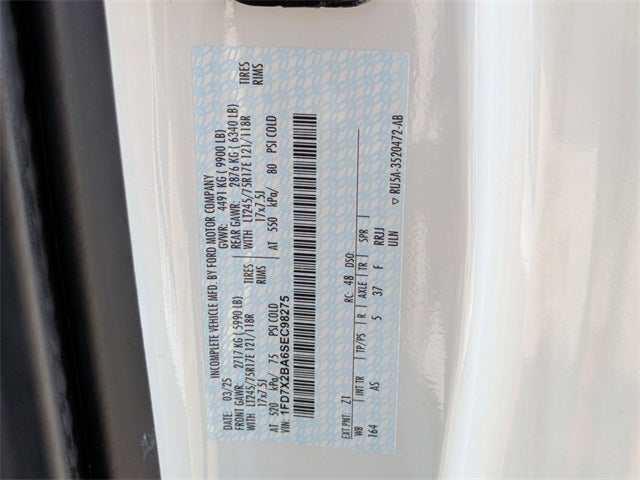 INCOMPLETE VEHICLE MFD. BY FORD MOTOR COMPANY
DATE: 03/25 GVWR: 4491 KG ( 9900 LB)
FRONT GAWR: 2717 KG ( 5990 LB) REAR GAWR: 2876 KG ( 6340 LB)
WITH LT245/75R17E 121/118R TIRES WITH LT245/75R17E 121/118R TIRES
17x7.5J RIMS 17x7.5J RIMS
AT 520 kPa/ 75 PSI COLD AT 550 kPa/ 80 PSI COLD
VIN: 1FD7X2BA6SEC98275
EXT PNT: Z1 RC: 48 DSO:
WB | INT TR | TP/PS | R | AXLE | TR | SPR |
164 AS 5 37 F RRJJ
ULN
▽ RU5A-3520472-AB